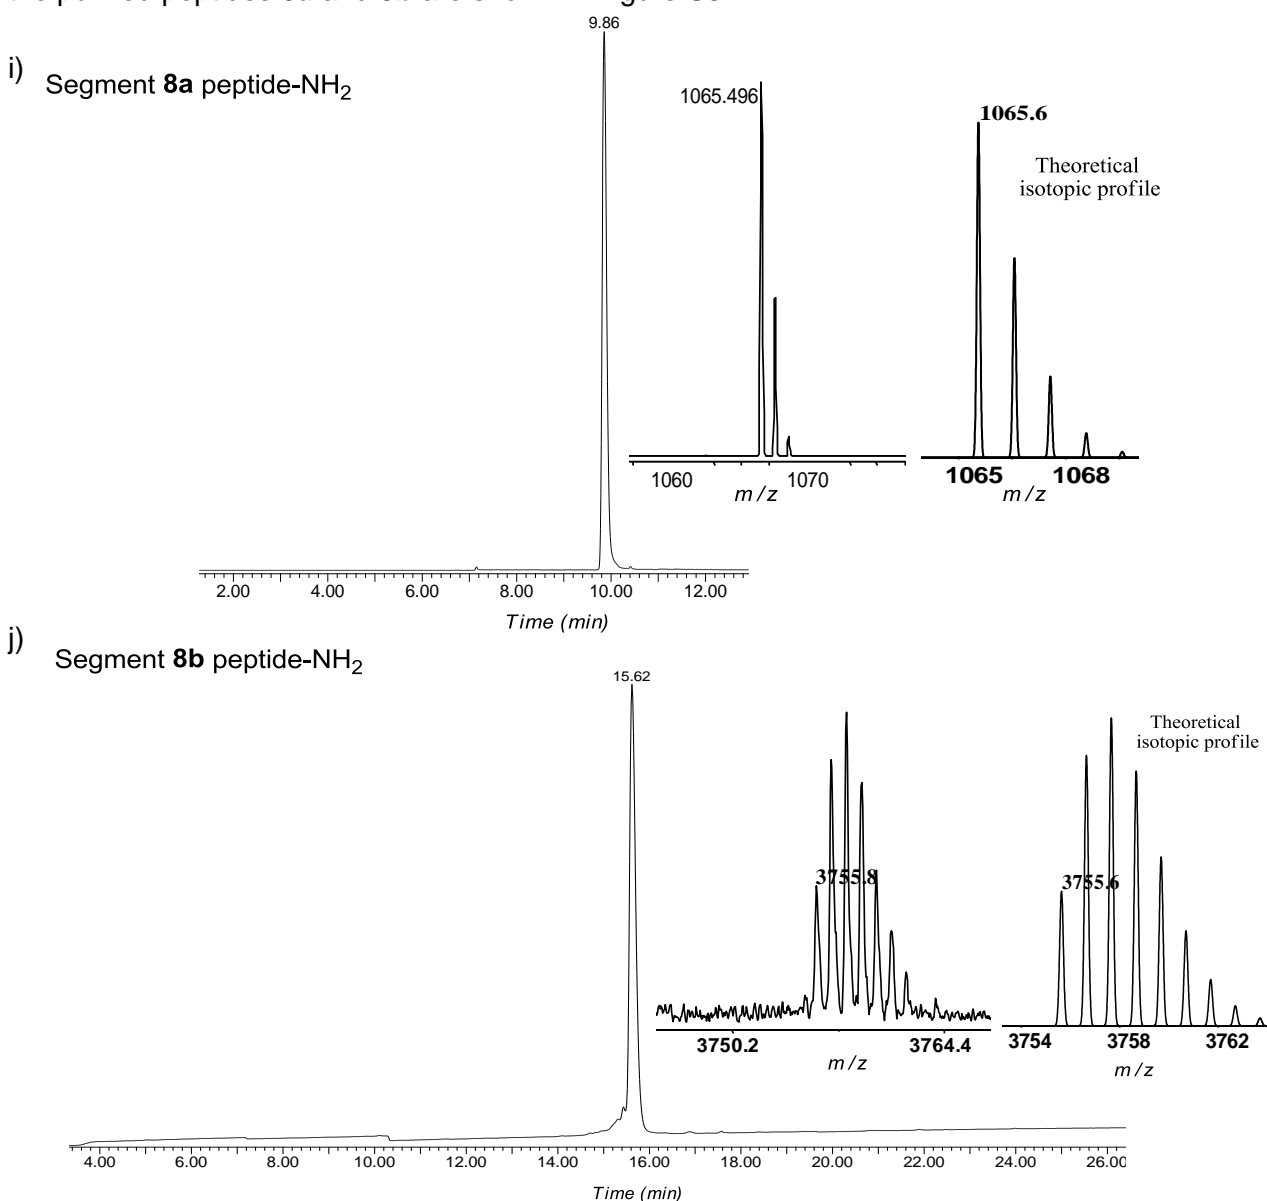 9.86
i) Segment 8a peptide-NH2
1065.496
1065.6
Theoretical
isotopic profile
1060 1070
m/z
1065 1068
m/z
2.00 4.00 6.00 8.00 10.00 12.00
Time (min)
j) Segment 8b peptide-NH2
15.62
Theoretical
isotopic profile
3755.8
3755.6
3750.2 3764.4
m/z
3754 3758 3762
m/z
4.00 6.00 8.00 10.00 12.00 14.00 16.00 18.00 20.00 22.00 24.00 26.00
Time (min)